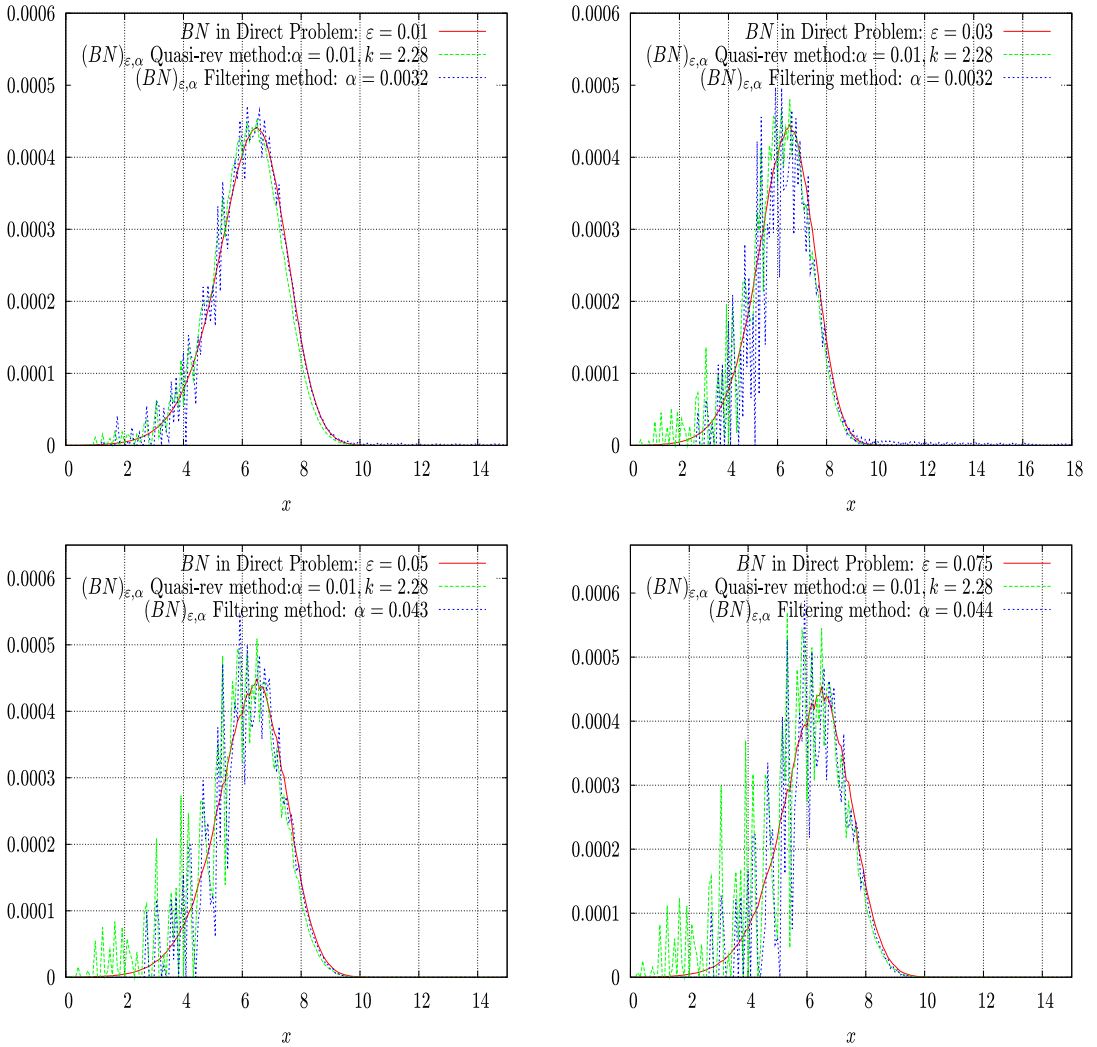 0.0006
BN in Direct Problem: ε = 0.01
(BN)ε,α Quasi-rev method:α = 0.01, k = 2.28
(BN)ε,α Filtering method: α = 0.0032
0.0005
0.0004
0.0003
0.0002
0.0001
0
0 2 4 6 8 10 12 14
x
0.0006
BN in Direct Problem: ε = 0.03
(BN)ε,α Quasi-rev method:α = 0.01, k = 2.28
(BN)ε,α Filtering method: α = 0.0032
0.0005
0.0004
0.0003
0.0002
0.0001
0
0 2 4 6 8 10 12 14 16 18
x
BN in Direct Problem: ε = 0.05
0.0006
(BN)ε,α Quasi-rev method:α = 0.01, k = 2.28
(BN)ε,α Filtering method: α = 0.043
0.0005
0.0004
0.0003
0.0002
0.0001
0
0 2 4 6 8 10 12 14
x
BN in Direct Problem: ε = 0.075
0.0006
(BN)ε,α Quasi-rev method:α = 0.01, k = 2.28
(BN)ε,α Filtering method: α = 0.044
0.0005
0.0004
0.0003
0.0002
0.0001
0
0 2 4 6 8 10 12 14
x